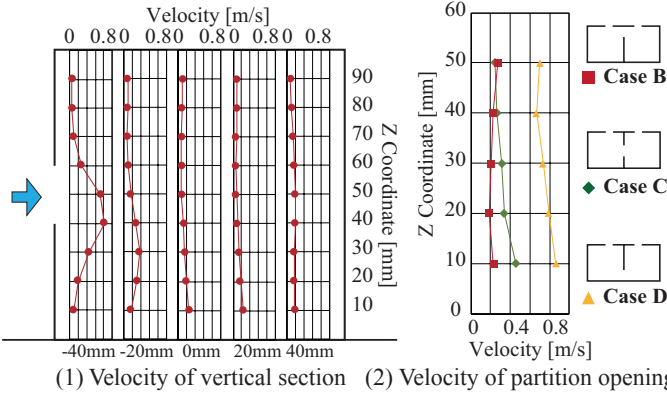 Velocity [m/s]
0 0.8 0 0.8 0 0.8 0 0.8 0 0.8
90
80
70
60
50
40
30
20
10
Z Coordinate [mm]
-40mm -20mm 0mm 20mm 40mm
(1) Velocity of vertical section
60
50
40
30
20
10
0
Z Coordinate [mm]
0 0.4 0.8
Velocity [m/s]
Case B
Case C
Case D
(2) Velocity of partition opening